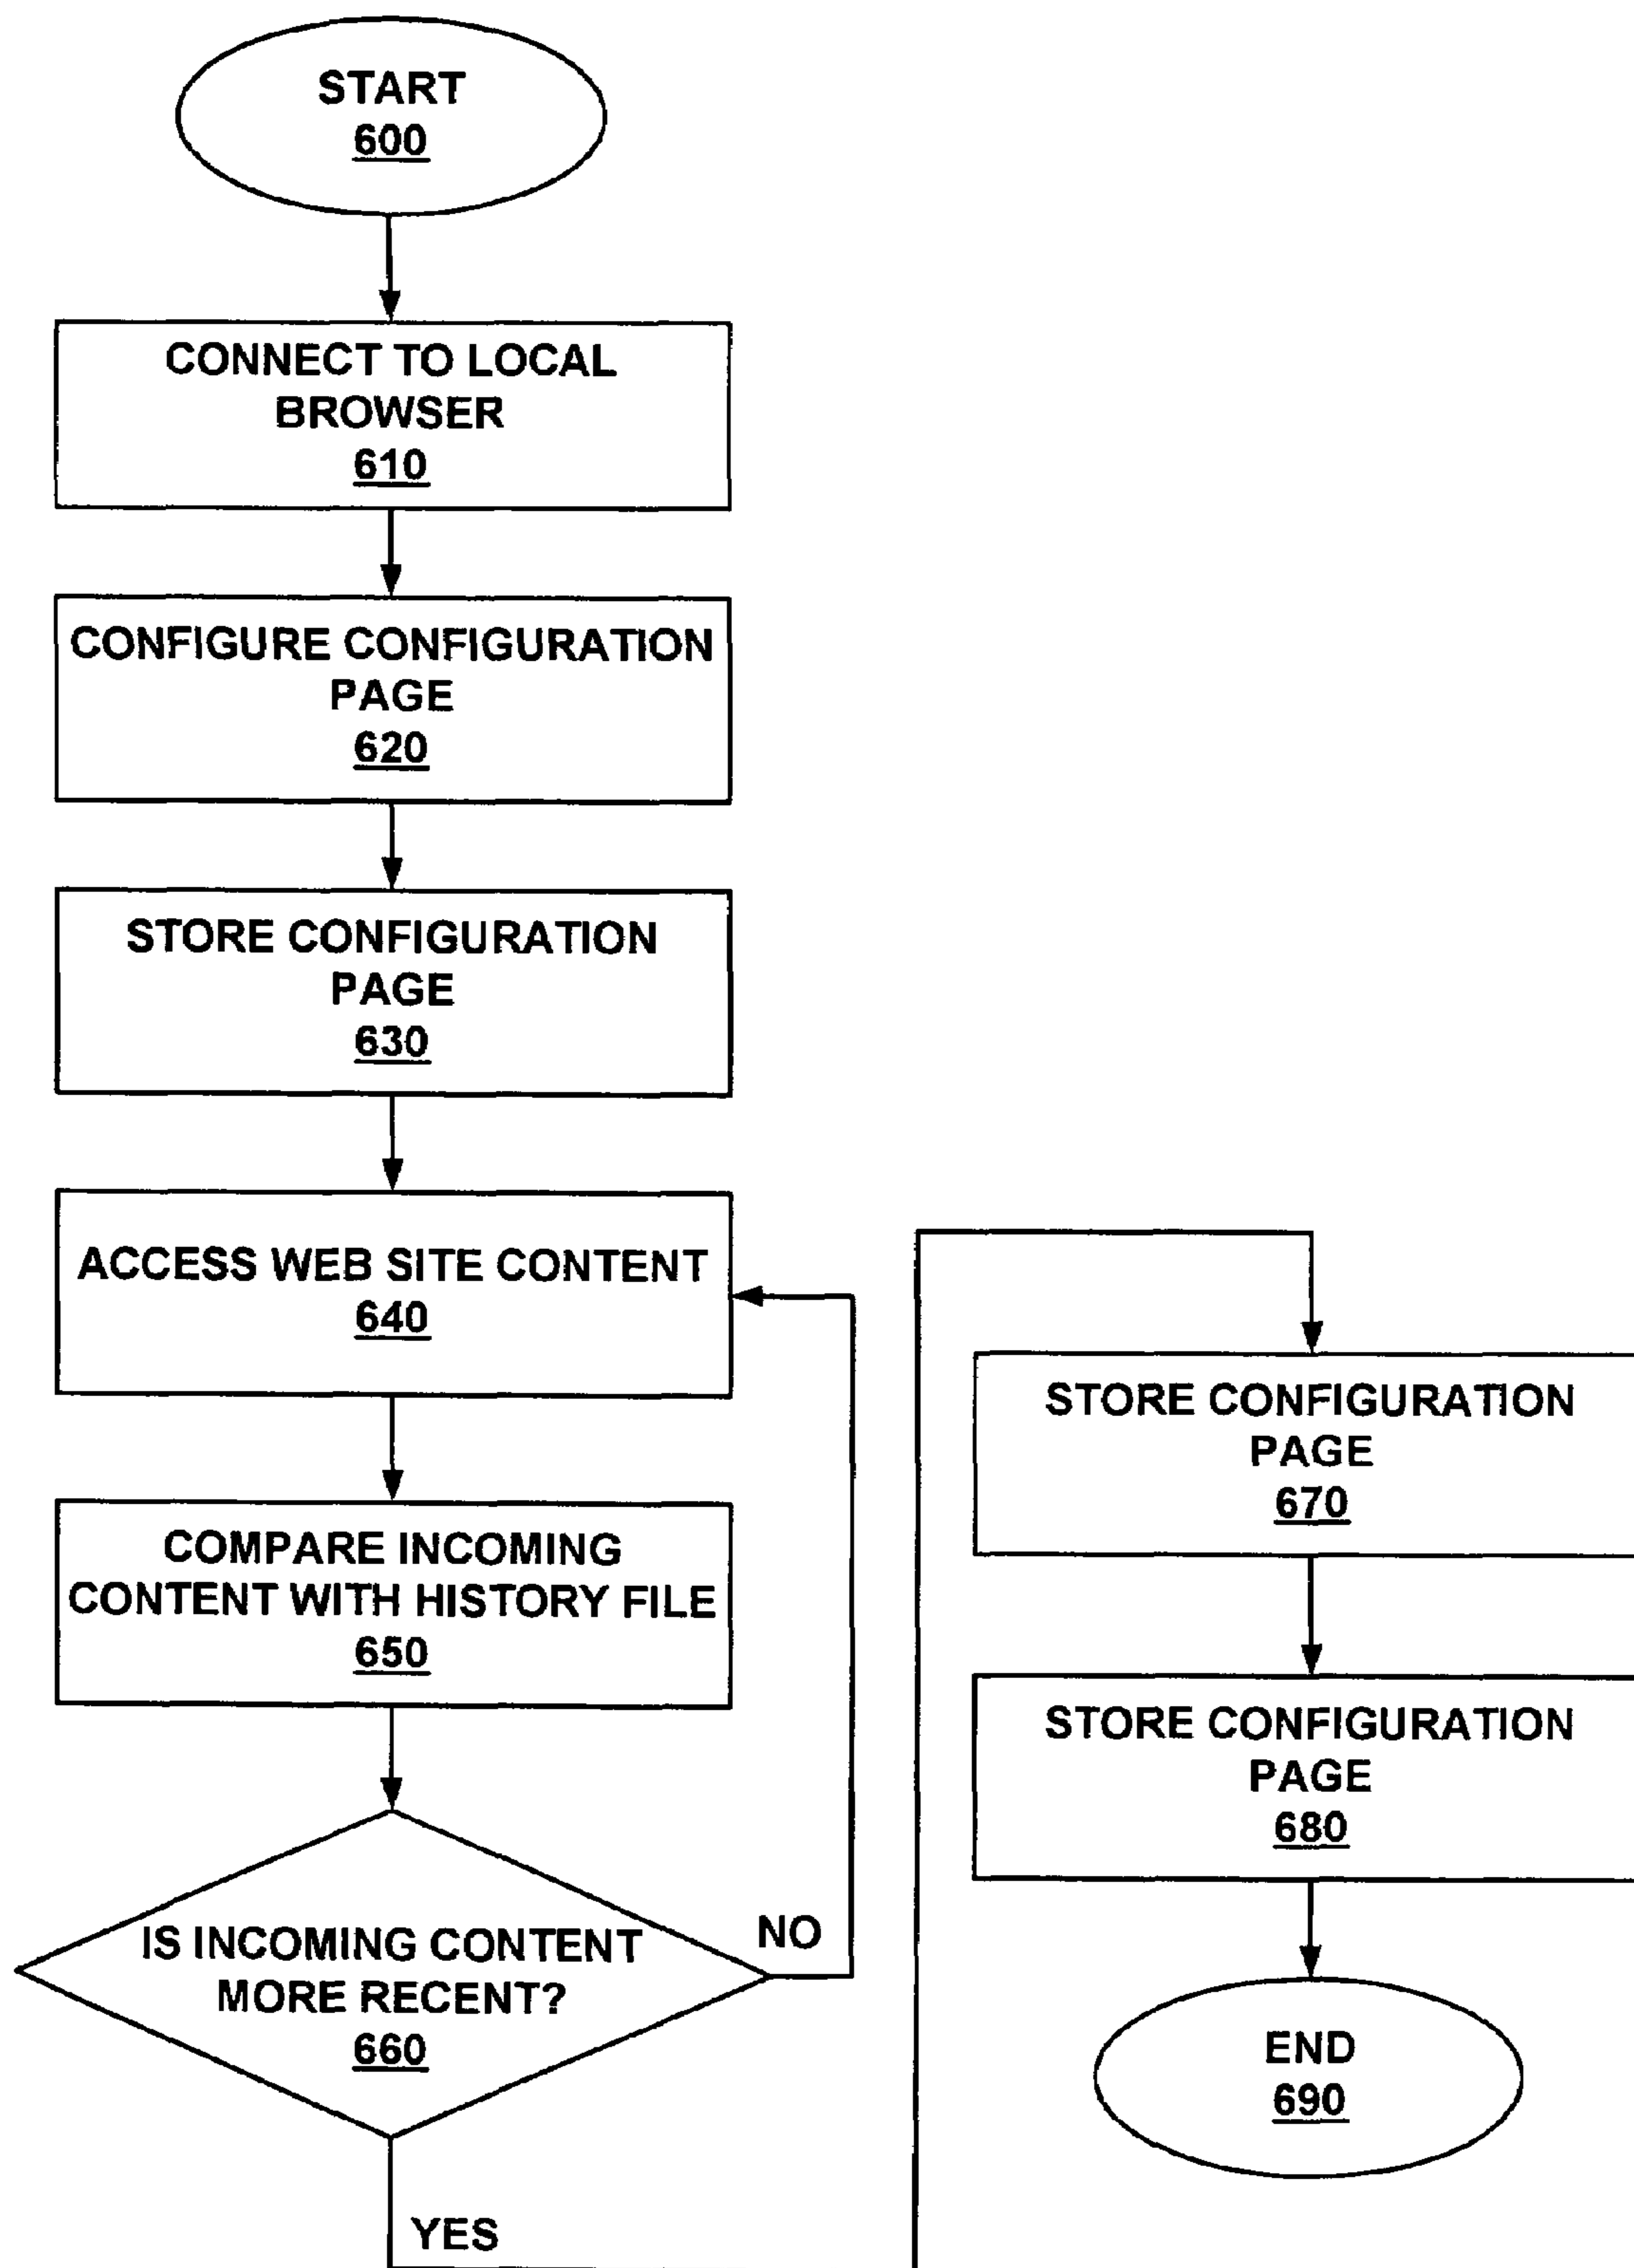 START
600
CONNECT TO LOCAL
BROWSER
610
CONFIGURE CONFIGURATION
PAGE
620
STORE CONFIGURATION
PAGE
630
ACCESS WEB SITE CONTENT
640
COMPARE INCOMING
CONTENT WITH HISTORY FILE
650
IS INCOMING CONTENT
MORE RECENT?
660
NO
YES
STORE CONFIGURATION
PAGE
670
STORE CONFIGURATION
PAGE
680
END
690